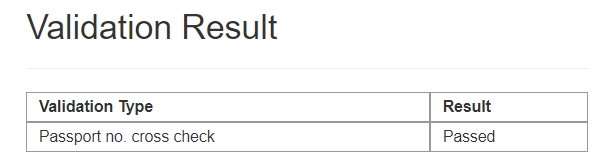 Validation Result
Validation Type Result
Passport no. cross check Passed